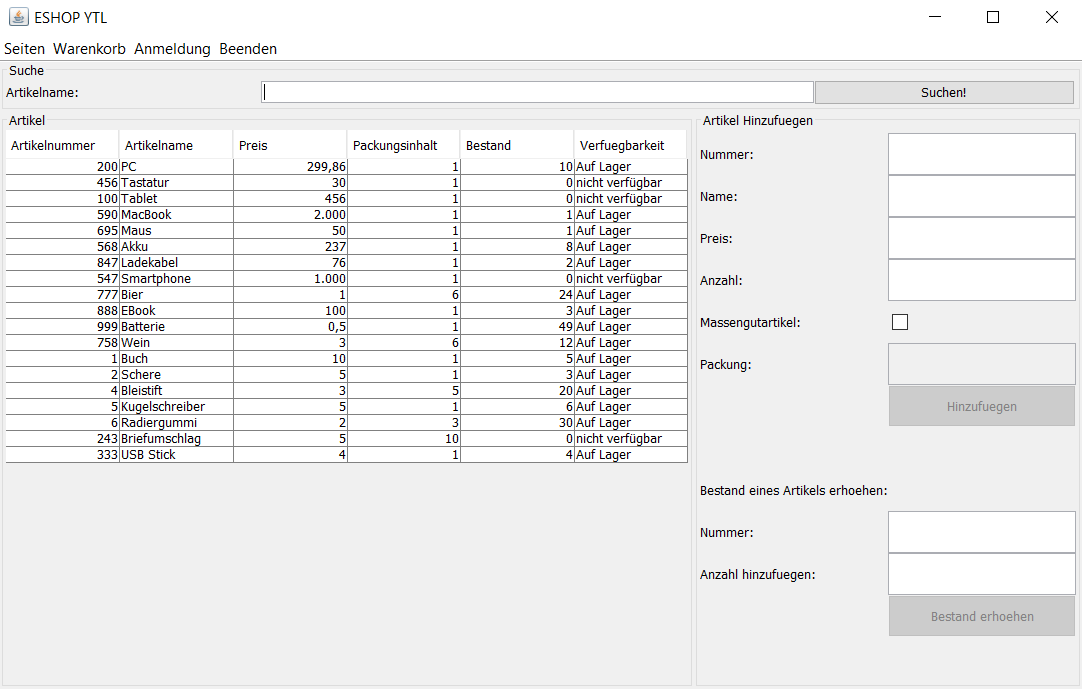 ESHOP YTL
Seiten Warenkorb Anmeldung Beenden
Suche
Artikelname:
Suchen!
Artikel
Artikelnummer Artikelname Preis Packungsinhalt Bestand Verfuegbarkeit
200 PC 299,86 1 10 Auf Lager
456 Tastatur 30 1 0 nicht verfügbar
100 Tablet 456 1 0 nicht verfügbar
590 MacBook 2.000 1 1 Auf Lager
695 Maus 50 1 1 Auf Lager
568 Akku 237 1 8 Auf Lager
847 Ladekabel 76 1 2 Auf Lager
547 Smartphone 1.000 1 0 nicht verfügbar
777 Bier 1 6 24 Auf Lager
888 EBook 100 1 3 Auf Lager
999 Batterie 0,5 1 49 Auf Lager
758 Wein 3 6 12 Auf Lager
1 Buch 10 1 5 Auf Lager
2 Schere 5 1 3 Auf Lager
4 Bleistift 3 5 20 Auf Lager
5 Kugelschreiber 5 1 6 Auf Lager
6 Radiergummi 2 3 30 Auf Lager
243 Briefumschlag 5 10 0 nicht verfügbar
333 USB Stick 4 1 4 Auf Lager
Artikel Hinzufuegen
Nummer:
Name:
Preis:
Anzahl:
Massengutartikel:
Packung:
Hinzufuegen
Bestand eines Artikels erhoehen:
Nummer:
Anzahl hinzufuegen:
Bestand erhoehen